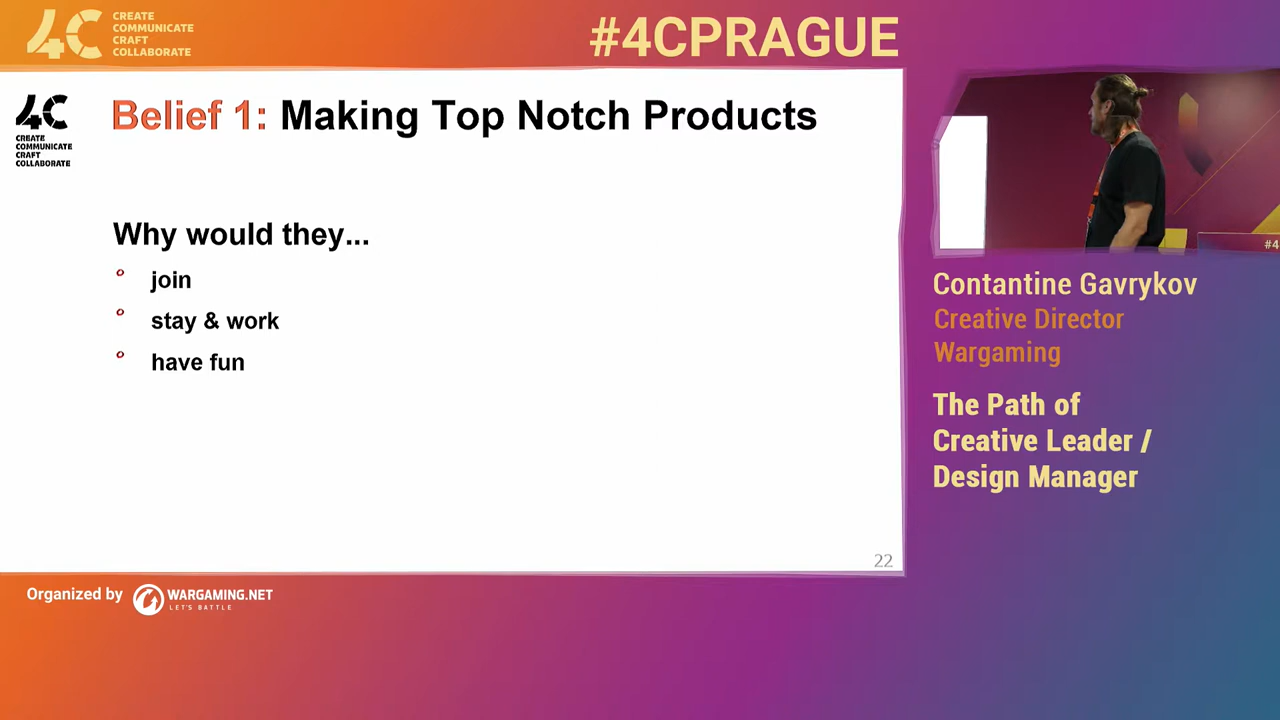 4C
CREATE
COMMUNICATE
CRAFT
COLLABORATE
#4CPRAGUE
4C
CREATE
COMMUNICATE
CRAFT
COLLABORATE
Belief 1: Making Top Notch Products
Why would they...
join
stay & work
have fun
22
#4
Contantine Gavrykov
Creative Director
Wargaming
The Path of
Creative Leader /
Design Manager
Organized by
WARGAMING.NET
LET'S BATTLE